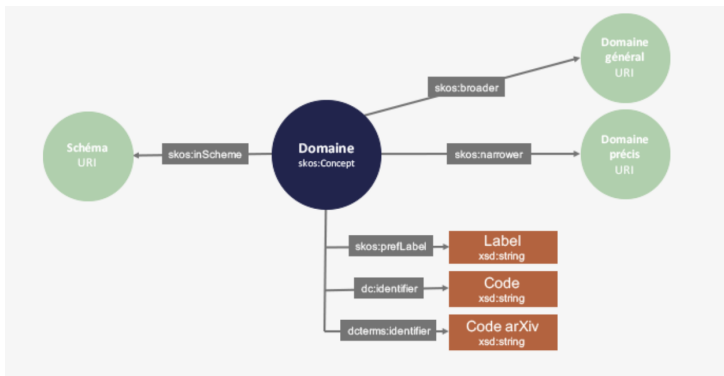 Domaine
général
URI
skos:broader
Schéma
URI
skos:inScheme
Domaine
skos:Concept
skos:narrower
Domaine
précis
URI
skos:prefLabel
Label
xsd:string
dc:identifier
Code
xsd:string
dcterms:identifier
Code arXiv
xsd:string